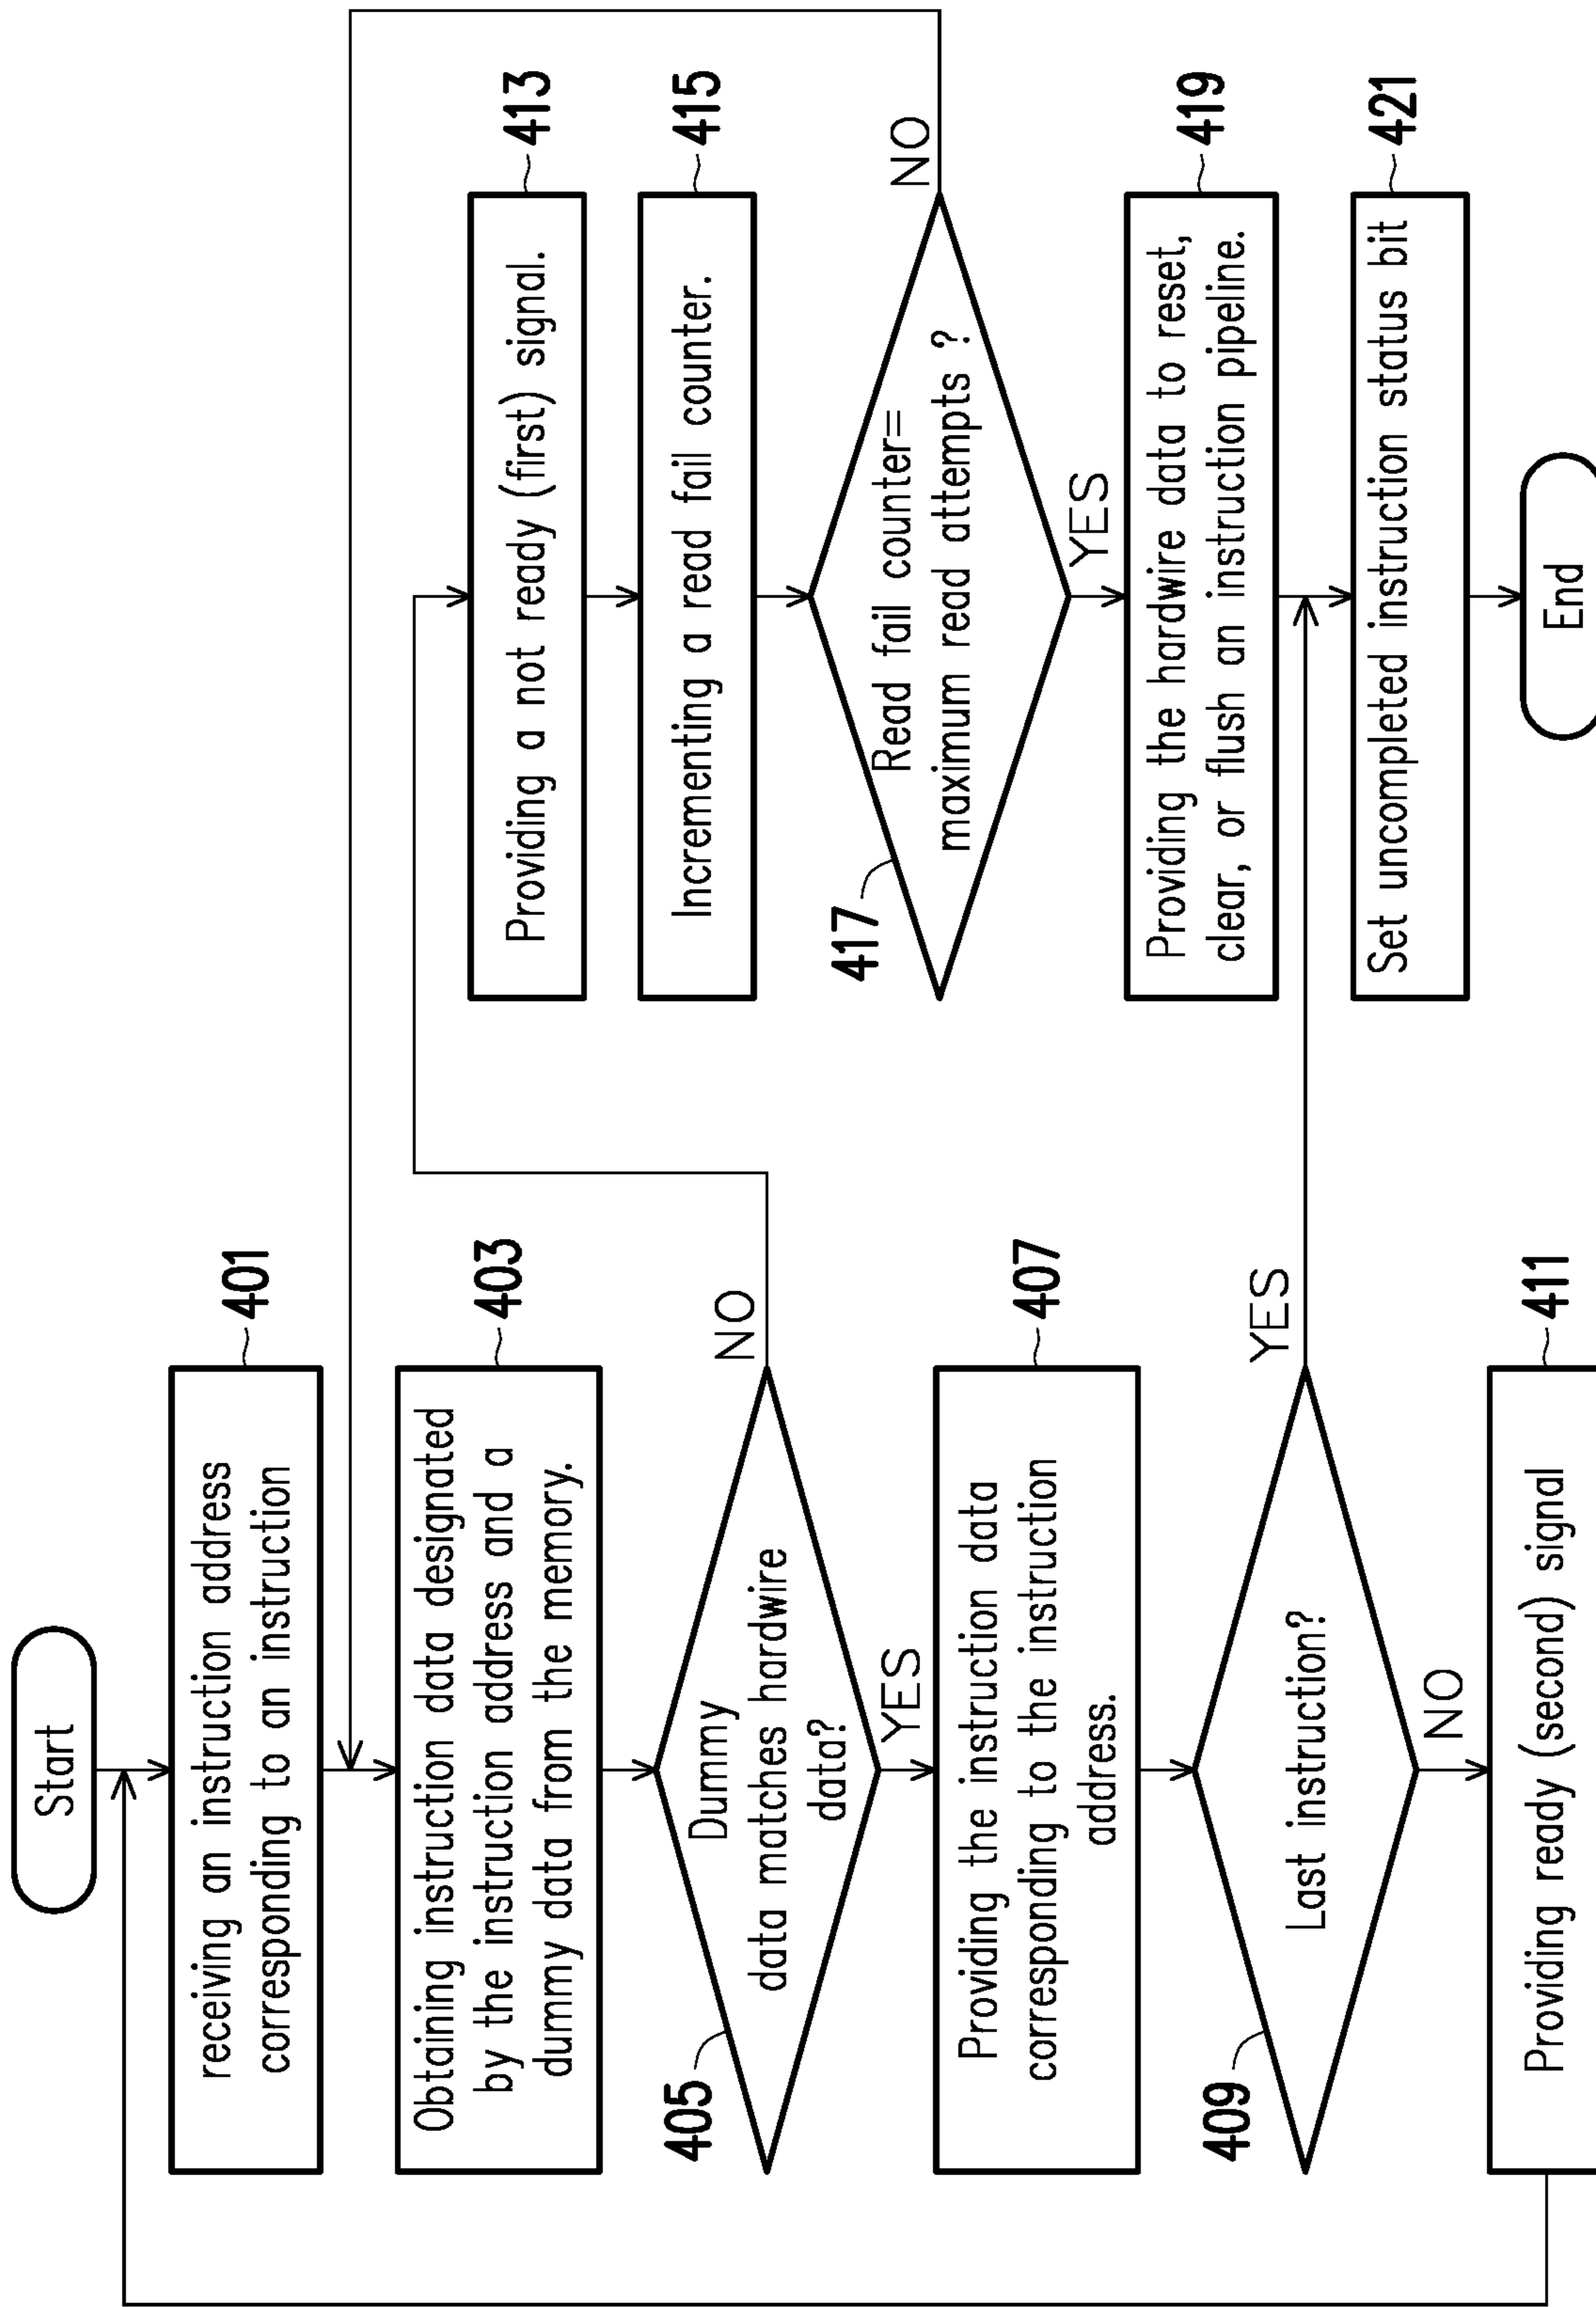 Start
receiving an instruction address
corresponding to an instruction
401
Obtaining instruction data designated
by the instruction address and a
dummy data from the memory.
403
Dummy
data matches hardwire
data?
405
NO
YES
Providing the instruction data
corresponding to the instruction
address.
407
Last instruction?
409
YES
NO
Providing ready (second) signal
411
Providing a not ready (first) signal.
413
Incrementing a read fail counter.
415
Read fail counter=
maximum read attempts ?
417
NO
YES
Providing the hardwire data to reset,
clear, or flush an instruction pipeline.
419
Set uncompleted instruction status bit
421
End